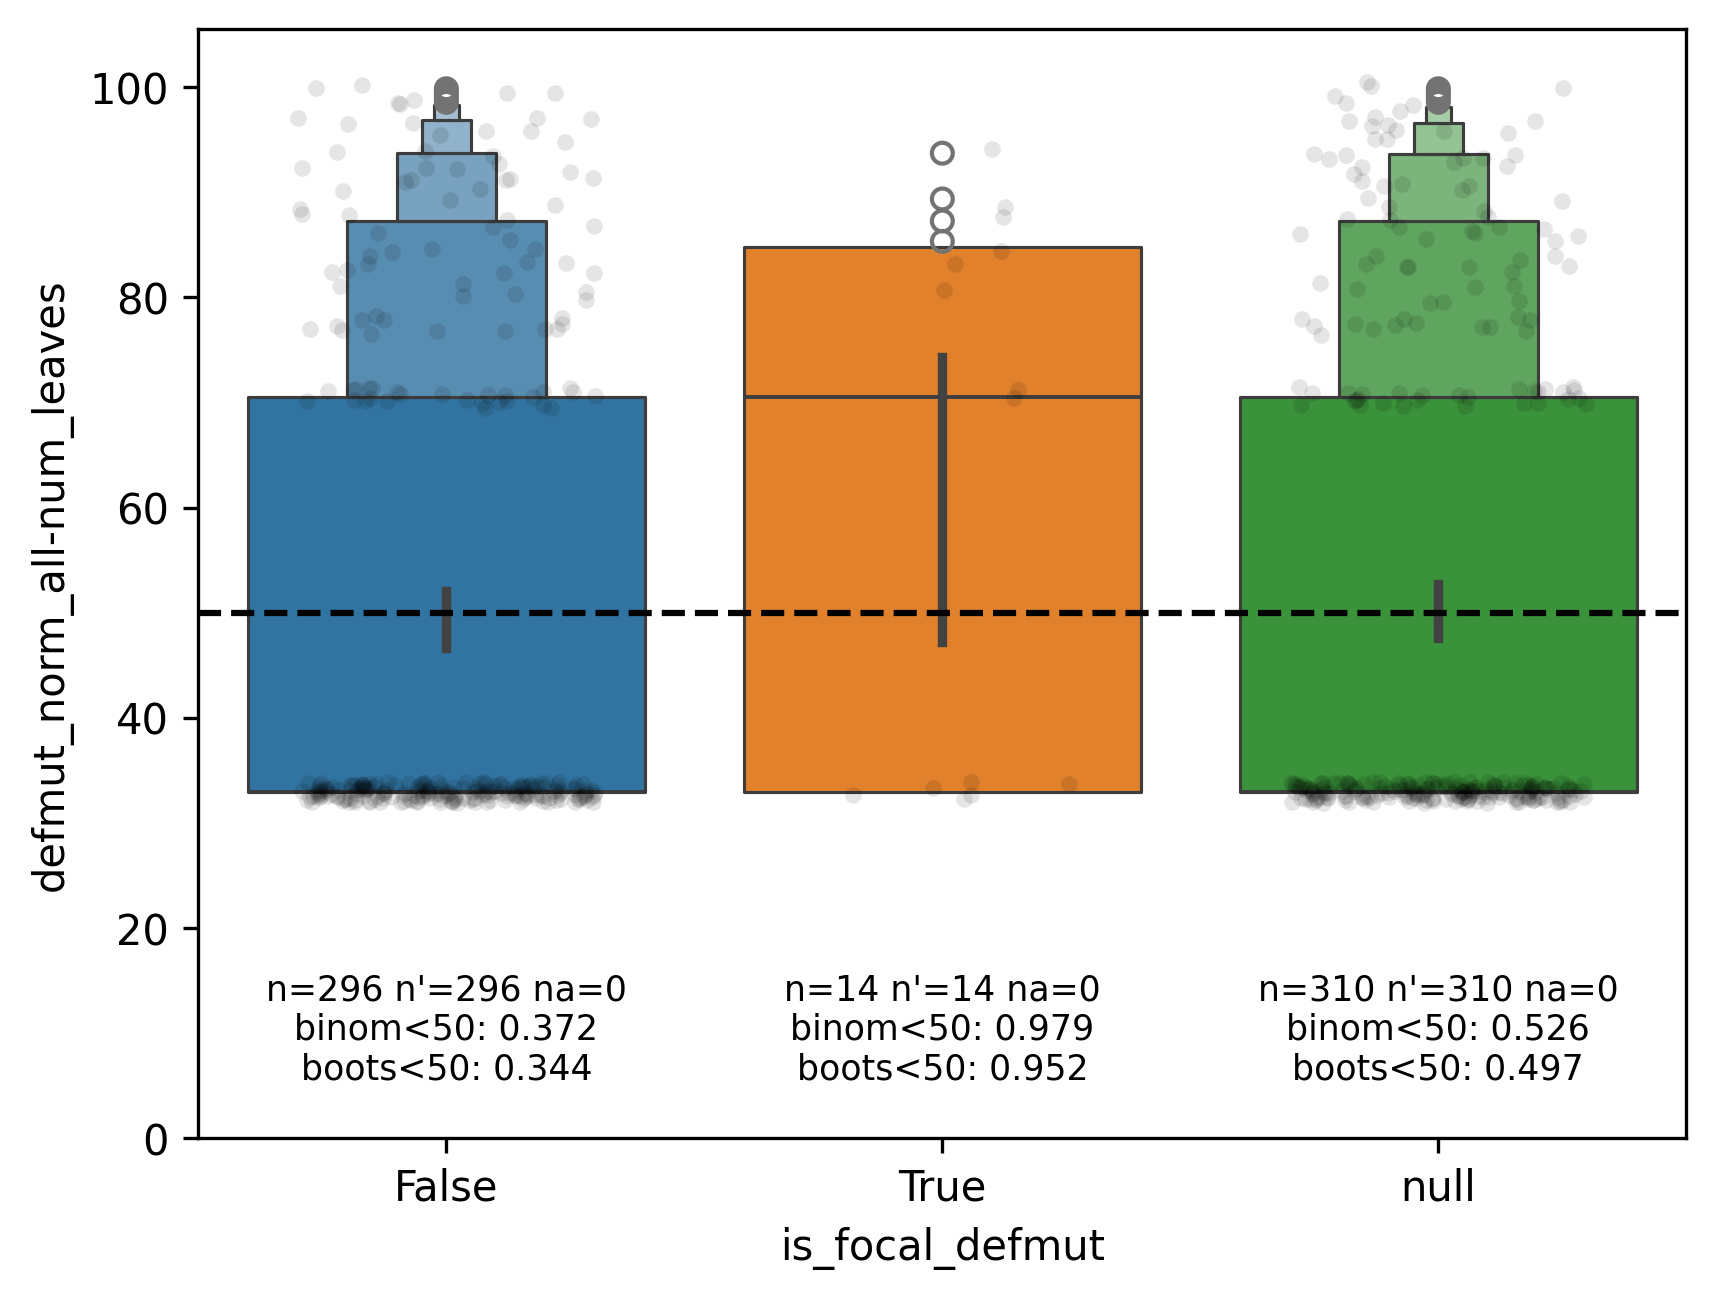 defmut_norm_all-num_leaves
100
80
60
40
20
0
n=296 n'=296 na=0
binom<50: 0.372
boots<50: 0.344
n=14 n'=14 na=0
binom<50: 0.979
boots<50: 0.952
n=310 n'=310 na=0
binom<50: 0.526
boots<50: 0.497
False
True
null
is_focal_defmut